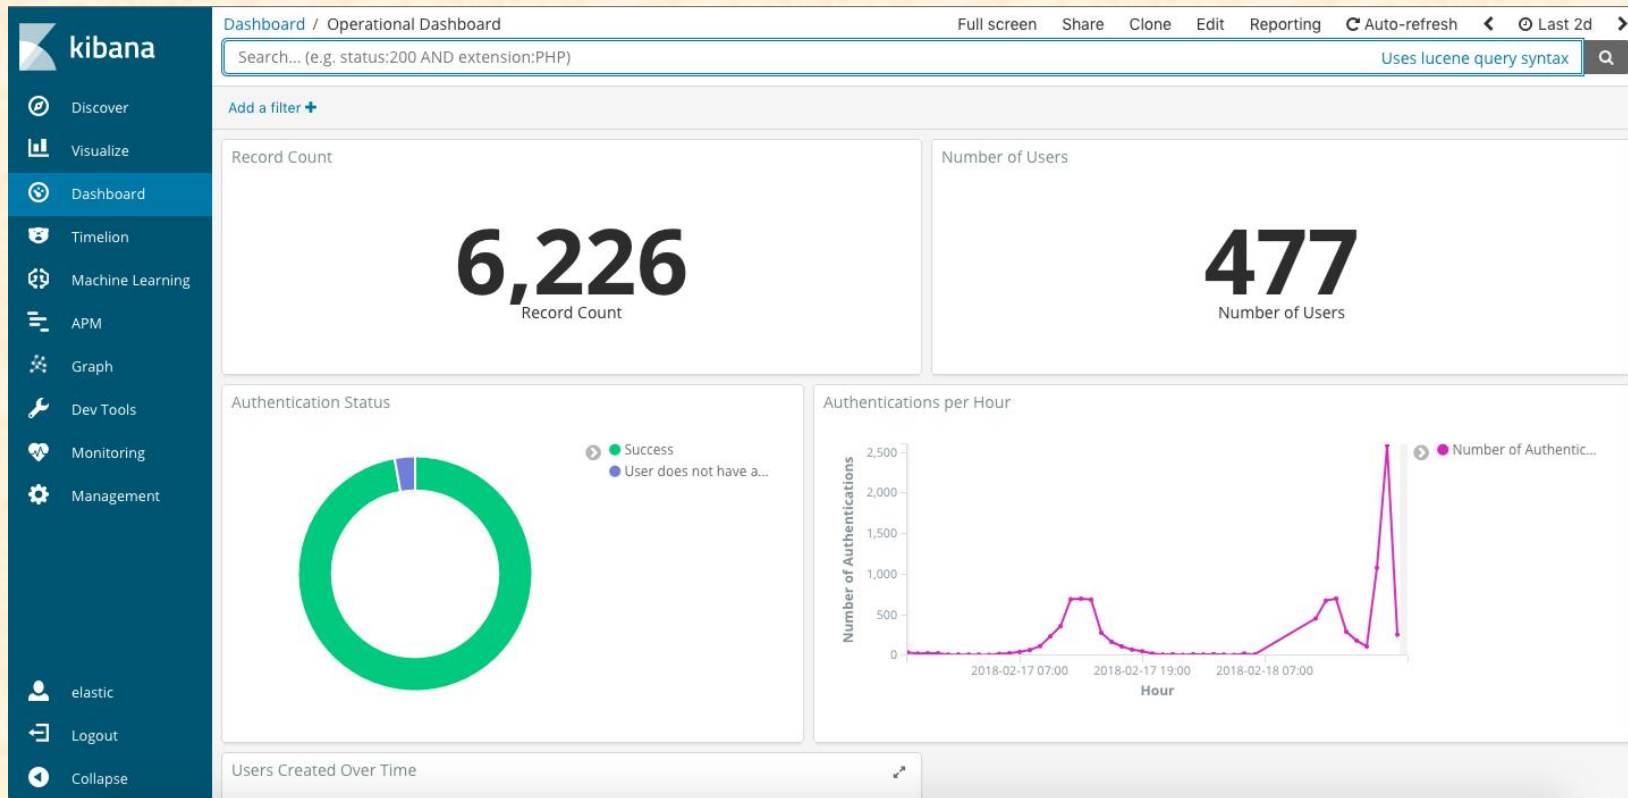 kibana
Discover
Visualize
Dashboard
Timelion
Machine Learning
APM
Graph
Dev Tools
Monitoring
Management
elastic
Logout
Collapse
Dashboard / Operational Dashboard
Full screen Share Clone Edit Reporting Auto-refresh Last 2d
Search... (e.g. status:200 AND extension:PHP) Uses lucene query syntax
Add a filter +
Record Count
6,226
Record Count
Number of Users
477
Number of Users
Authentication Status
Success
User does not have a...
Authentications per Hour
Number of Authentications
2,500
2,000
1,500
1,000
500
0
2018-02-17 07:00 2018-02-17 19:00 2018-02-18 07:00
Hour
Number of Authentic...
Users Created Over Time